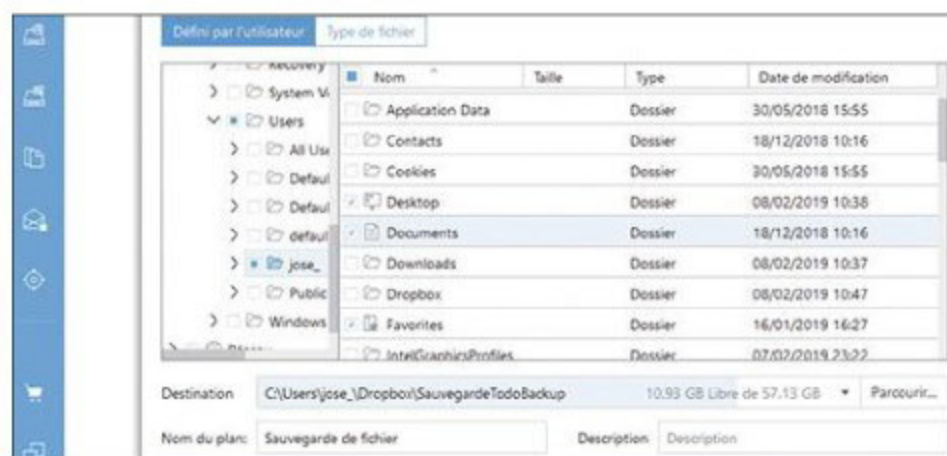 Défini par l'utilisateur Type de fichier
Recovery
System V
Users
All Use
Defaul
Defaul
defaul
jose_
Public
Windows
Nom Taille Type Date de modification
Application Data Dossier 30/05/2018 15:55
Contacts Dossier 18/12/2018 10:16
Cookies Dossier 30/05/2018 15:55
Desktop Dossier 08/02/2019 10:38
Documents Dossier 18/12/2018 10:16
Downloads Dossier 08/02/2019 10:37
Dropbox Dossier 08/02/2019 10:47
Favorites Dossier 16/01/2019 16:27
IntelGraphicsProfiles Dossier 07/02/2019 23:22
Destination C:\Users\jose_\Dropbox\SauvegardeTodoBackup 10.93 GB Libre de 57.13 GB Parcourir...
Nom du plan: Sauvegarde de fichier Description Description